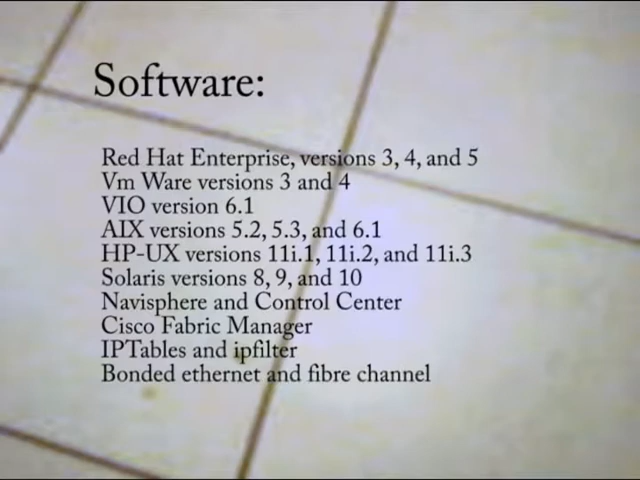 Software:
Red Hat Enterprise, versions 3, 4, and 5
Vm Ware versions 3 and 4
VIO version 6.1
AIX versions 5.2, 5.3, and 6.1
HP-UX versions 11i.1, 11i.2, and 11i.3
Solaris versions 8, 9, and 10
Navisphere and Control Center
Cisco Fabric Manager
IPTables and ipfilter
Bonded ethernet and fibre channel